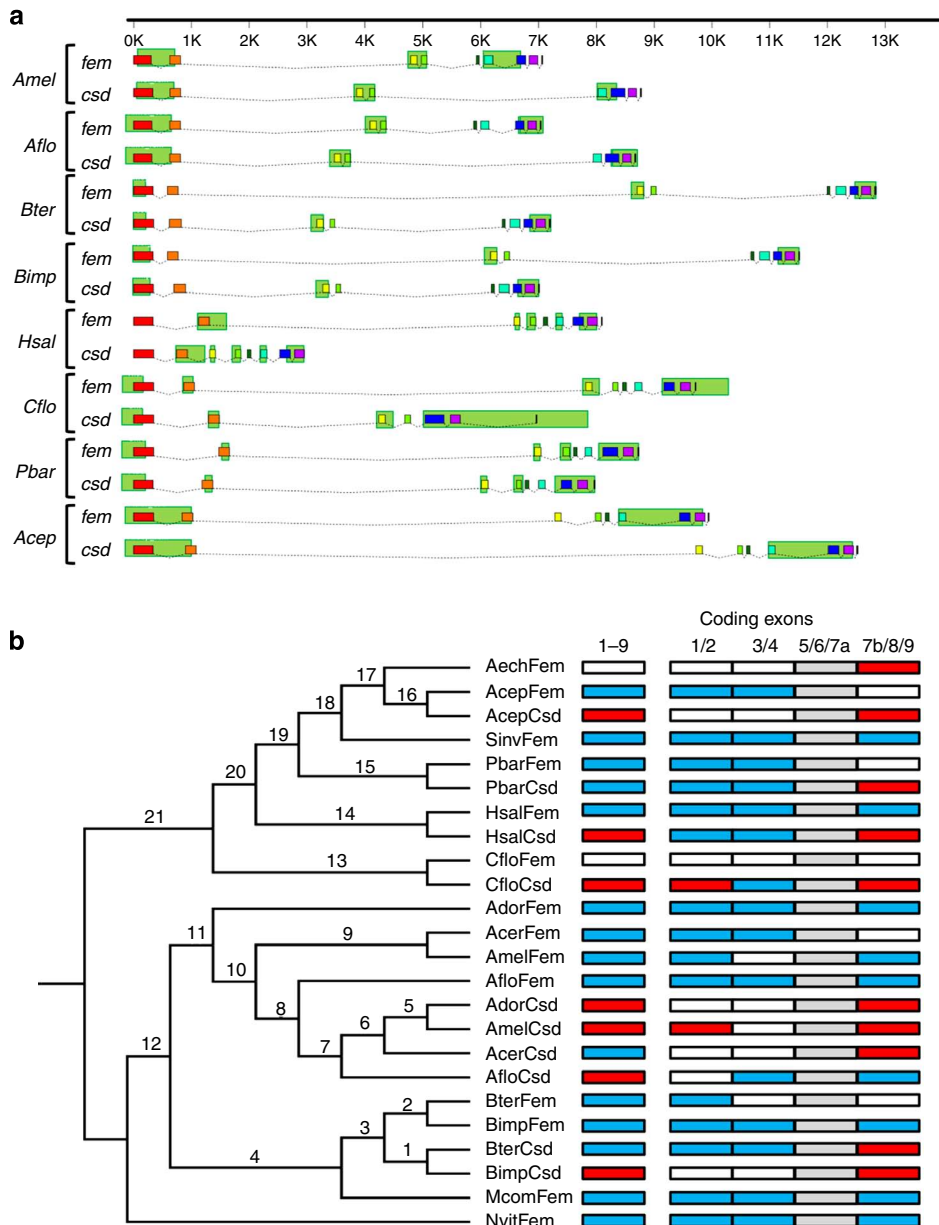 a
0K 1K 2K 3K 4K 5K 6K 7K 8K 9K 10K 11K 12K 13K
Amel
fem
csd
Aflo
fem
csd
Bter
fem
csd
Bimp
fem
csd
Hsal
fem
csd
Cflo
fem
csd
Pbar
fem
csd
Acep
fem
csd
b
Coding exons
1–9 1/2 3/4 5/6/7a 7b/8/9
17 AechFem
16 AcepFem
18 AcepCsd
19 SinvFem
15 PbarFem
20 PbarCsd
14 HsalFem
21 HsalCsd
13 CfloFem
CfloCsd
11 AdorFem
9 AcerFem
10 AmelFem
8 AfloFem
5 AdorCsd
6 AmelCsd
7 AcerCsd
12 AfloCsd
2 BterFem
3 BimpFem
1 BterCsd
4 BimpCsd
McomFem
NvitFem